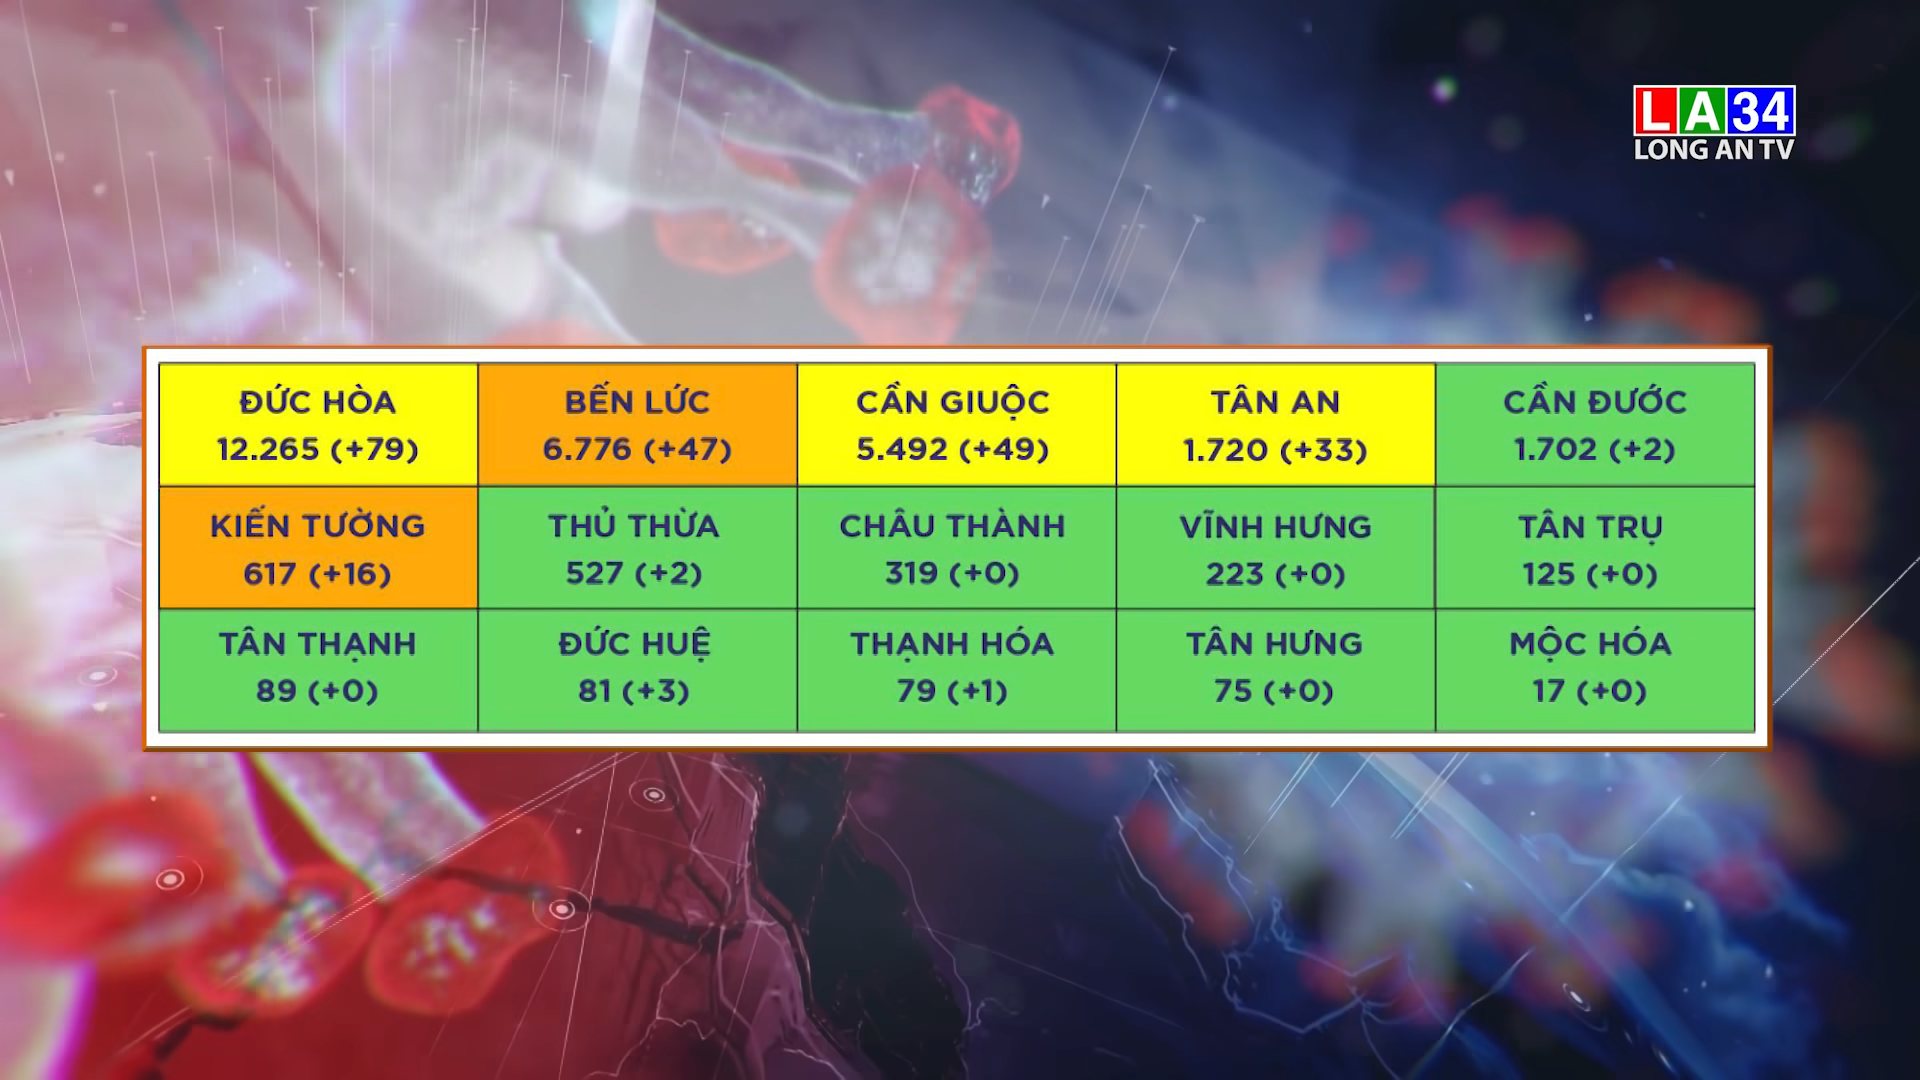 LA34
LONG AN TV
ĐỨC HÒA
12.265 (+79)
BẾN LỨC
6.776 (+47)
CẦN GIUỘC
5.492 (+49)
TÂN AN
1.720 (+33)
CẦN ĐƯỚC
1.702 (+2)
KIẾN TƯỜNG
617 (+16)
THỦ THỪA
527 (+2)
CHÂU THÀNH
319 (+0)
VĨNH HƯNG
223 (+0)
TÂN TRỤ
125 (+0)
TÂN THẠNH
89 (+0)
ĐỨC HUỆ
81 (+3)
THẠNH HÓA
79 (+1)
TÂN HƯNG
75 (+0)
MỘC HÓA
17 (+0)